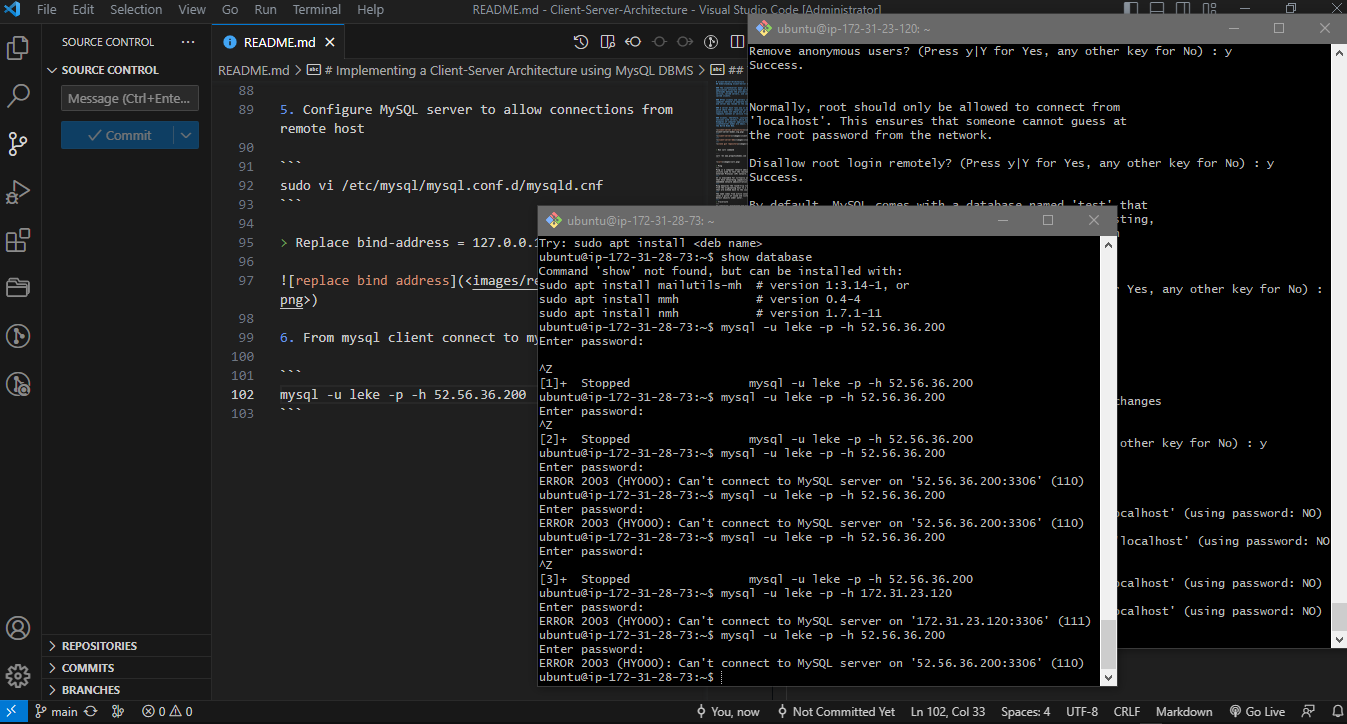 File Edit Selection View Go Run Terminal Help
README.md - Client-Server-Architecture - Visual Studio Code [Administrator]
SOURCE CONTROL
SOURCE CONTROL
Message (Ctrl+Ente...
Commit
REPOSITORIES
COMMITS
BRANCHES
README.md
README.md > # Implementing a Client-Server Architecture using MysQL DBMS > ##
88
89 5. Configure MySQL server to allow connections from
remote host
90
91 ```
92 sudo vi /etc/mysql/mysql.conf.d/mysqld.cnf
93 ```
94
95 > Replace bind-address = 127.0.0.1
96
97 ![replace bind address](<images/re
png>)
98
99 6. From mysql client connect to my
100
101 ```
102 mysql -u leke -p -h 52.56.36.200
103 ```
ubuntu@ip-172-31-23-120: ~
Remove anonymous users? (Press y|Y for Yes, any other key for No) : y
Success.
Normally, root should only be allowed to connect from
'localhost'. This ensures that someone cannot guess at
the root password from the network.
Disallow root login remotely? (Press y|Y for Yes, any other key for No) : y
Success.
By default, MySQL comes with a database named 'test' that
sting,
r Yes, any other key for No) :
hanges
other key for No) : y
ocalhost' (using password: NO)
'localhost' (using password: NO
ocalhost' (using password: NO)
ocalhost' (using password: NO)
ubuntu@ip-172-31-28-73: ~
Try: sudo apt install <deb name>
ubuntu@ip-172-31-28-73:~$ show database
Command 'show' not found, but can be installed with:
sudo apt install mailutils-mh # version 1:3.14-1, or
sudo apt install mmh # version 0.4-4
sudo apt install nmh # version 1.7.1-11
ubuntu@ip-172-31-28-73:~$ mysql -u leke -p -h 52.56.36.200
Enter password:
^Z
[1]+ Stopped mysql -u leke -p -h 52.56.36.200
ubuntu@ip-172-31-28-73:~$ mysql -u leke -p -h 52.56.36.200
Enter password:
^Z
[2]+ Stopped mysql -u leke -p -h 52.56.36.200
ubuntu@ip-172-31-28-73:~$ mysql -u leke -p -h 52.56.36.200
Enter password:
ERROR 2003 (HY000): Can't connect to MySQL server on '52.56.36.200:3306' (110)
ubuntu@ip-172-31-28-73:~$ mysql -u leke -p -h 52.56.36.200
Enter password:
ERROR 2003 (HY000): Can't connect to MySQL server on '52.56.36.200:3306' (110)
ubuntu@ip-172-31-28-73:~$ mysql -u leke -p -h 52.56.36.200
Enter password:
^Z
[3]+ Stopped mysql -u leke -p -h 52.56.36.200
ubuntu@ip-172-31-28-73:~$ mysql -u leke -p -h 172.31.23.120
Enter password:
ERROR 2003 (HY000): Can't connect to MySQL server on '172.31.23.120:3306' (111)
ubuntu@ip-172-31-28-73:~$ mysql -u leke -p -h 52.56.36.200
Enter password:
ERROR 2003 (HY000): Can't connect to MySQL server on '52.56.36.200:3306' (110)
ubuntu@ip-172-31-28-73:~$
main 0 0 You, now Not Committed Yet Ln 102, Col 33 Spaces: 4 UTF-8 CRLF Markdown Go Live